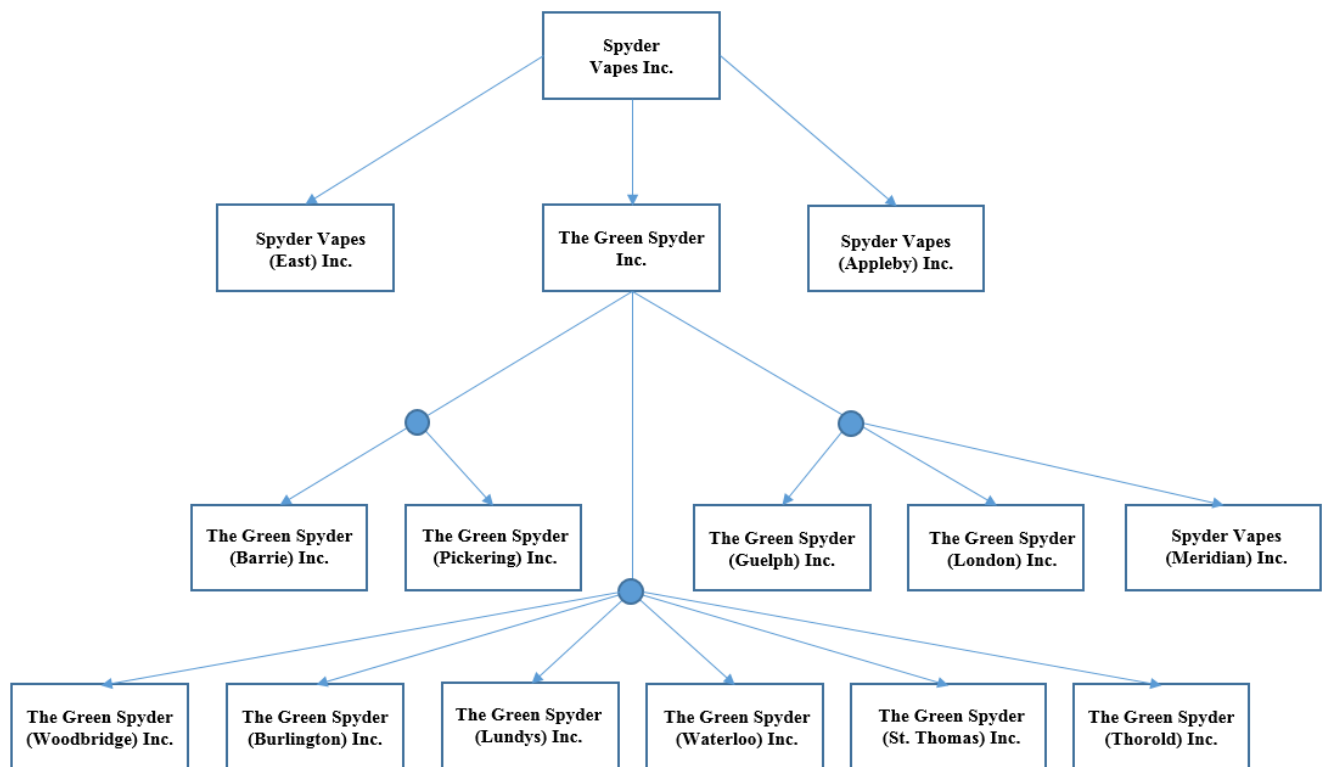 Spyder
Vapes Inc.
Spyder Vapes
(East) Inc.
The Green Spyder
Inc.
Spyder Vapes
(Appleby) Inc.
The Green Spyder
(Barrie) Inc.
The Green Spyder
(Pickering) Inc.
The Green Spyder
(Guelph) Inc.
The Green Spyder
(London) Inc.
Spyder Vapes
(Meridian) Inc.
The Green Spyder
(Woodbridge) Inc.
The Green Spyder
(Burlington) Inc.
The Green Spyder
(Lundys) Inc.
The Green Spyder
(Waterloo) Inc.
The Green Spyder
(St. Thomas) Inc.
The Green Spyder
(Thorold) Inc.